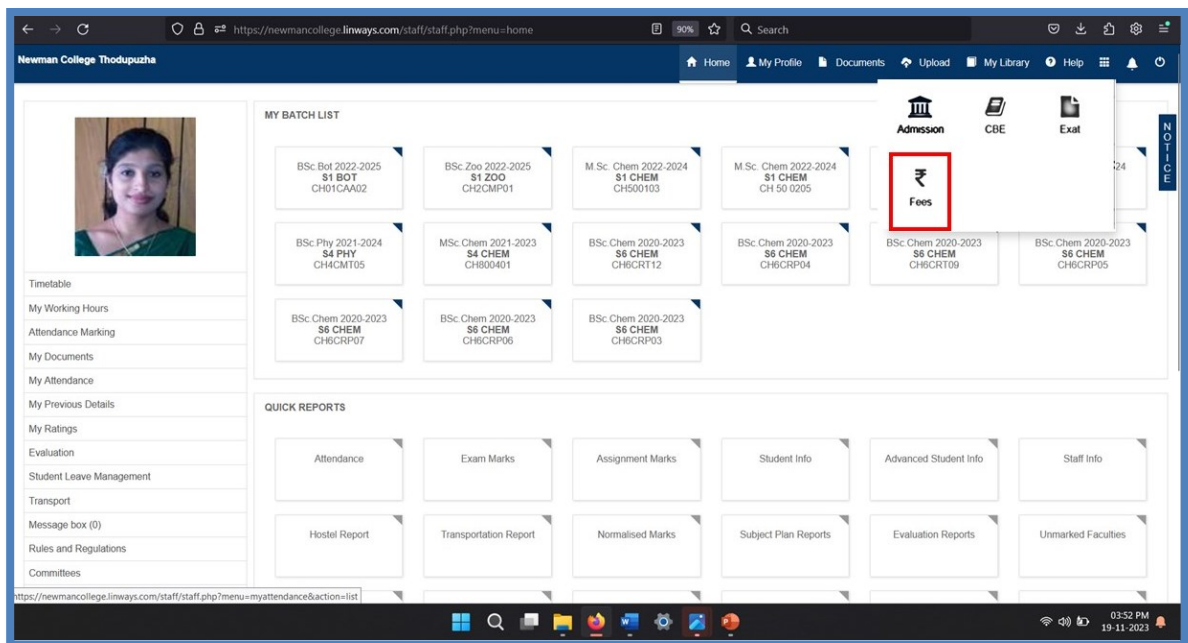 https://newmancollege.linways.com/staff/staff.php?menu=home
90%
Search
Newman College Thodupuzha
Home
My Profile
Documents
Upload
My Library
Help
Admission
CBE
Exat
Fees
NOTICE
MY BATCH LIST
BSc.Bot 2022-2025
S1 BOT
CH01CAA02
BSc.Zoo 2022-2025
S1 ZOO
CH2CMP01
M.Sc. Chem 2022-2024
S1 CHEM
CH500103
M.Sc. Chem 2022-2024
S1 CHEM
CH 50 0205
24
BSc.Phy 2021-2024
S4 PHY
CH4CMT05
MSc.Chem 2021-2023
S4 CHEM
CH800401
BSc.Chem 2020-2023
S6 CHEM
CH6CRT12
BSc.Chem 2020-2023
S6 CHEM
CH6CRP04
BSc.Chem 2020-2023
S6 CHEM
CH6CRT09
BSc.Chem 2020-2023
S6 CHEM
CH6CRP05
BSc.Chem 2020-2023
S6 CHEM
CH6CRP07
BSc.Chem 2020-2023
S6 CHEM
CH6CRP06
BSc.Chem 2020-2023
S6 CHEM
CH6CRP03
Timetable
My Working Hours
Attendance Marking
My Documents
My Attendance
My Previous Details
My Ratings
Evaluation
Student Leave Management
Transport
Message box (0)
Rules and Regulations
Committees
QUICK REPORTS
Attendance
Exam Marks
Assignment Marks
Student Info
Advanced Student Info
Staff Info
Hostel Report
Transportation Report
Normalised Marks
Subject Plan Reports
Evaluation Reports
Unmarked Faculties
https://newmancollege.linways.com/staff/staff.php?menu=myattendance&action=list
03:52 PM
19-11-2023